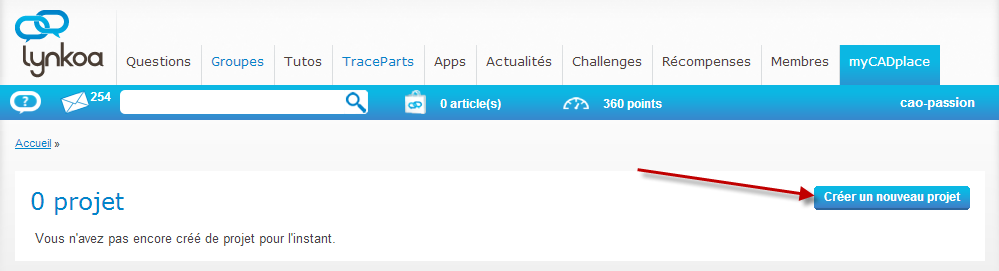 lynkoa
Questions Groupes Tutos TraceParts Apps Actualités Challenges Récompenses Membres myCADplace
? 254 0 article(s) 360 points cao-passion
Accueil »
0 projet
Créer un nouveau projet
Vous n'avez pas encore créé de projet pour l'instant.